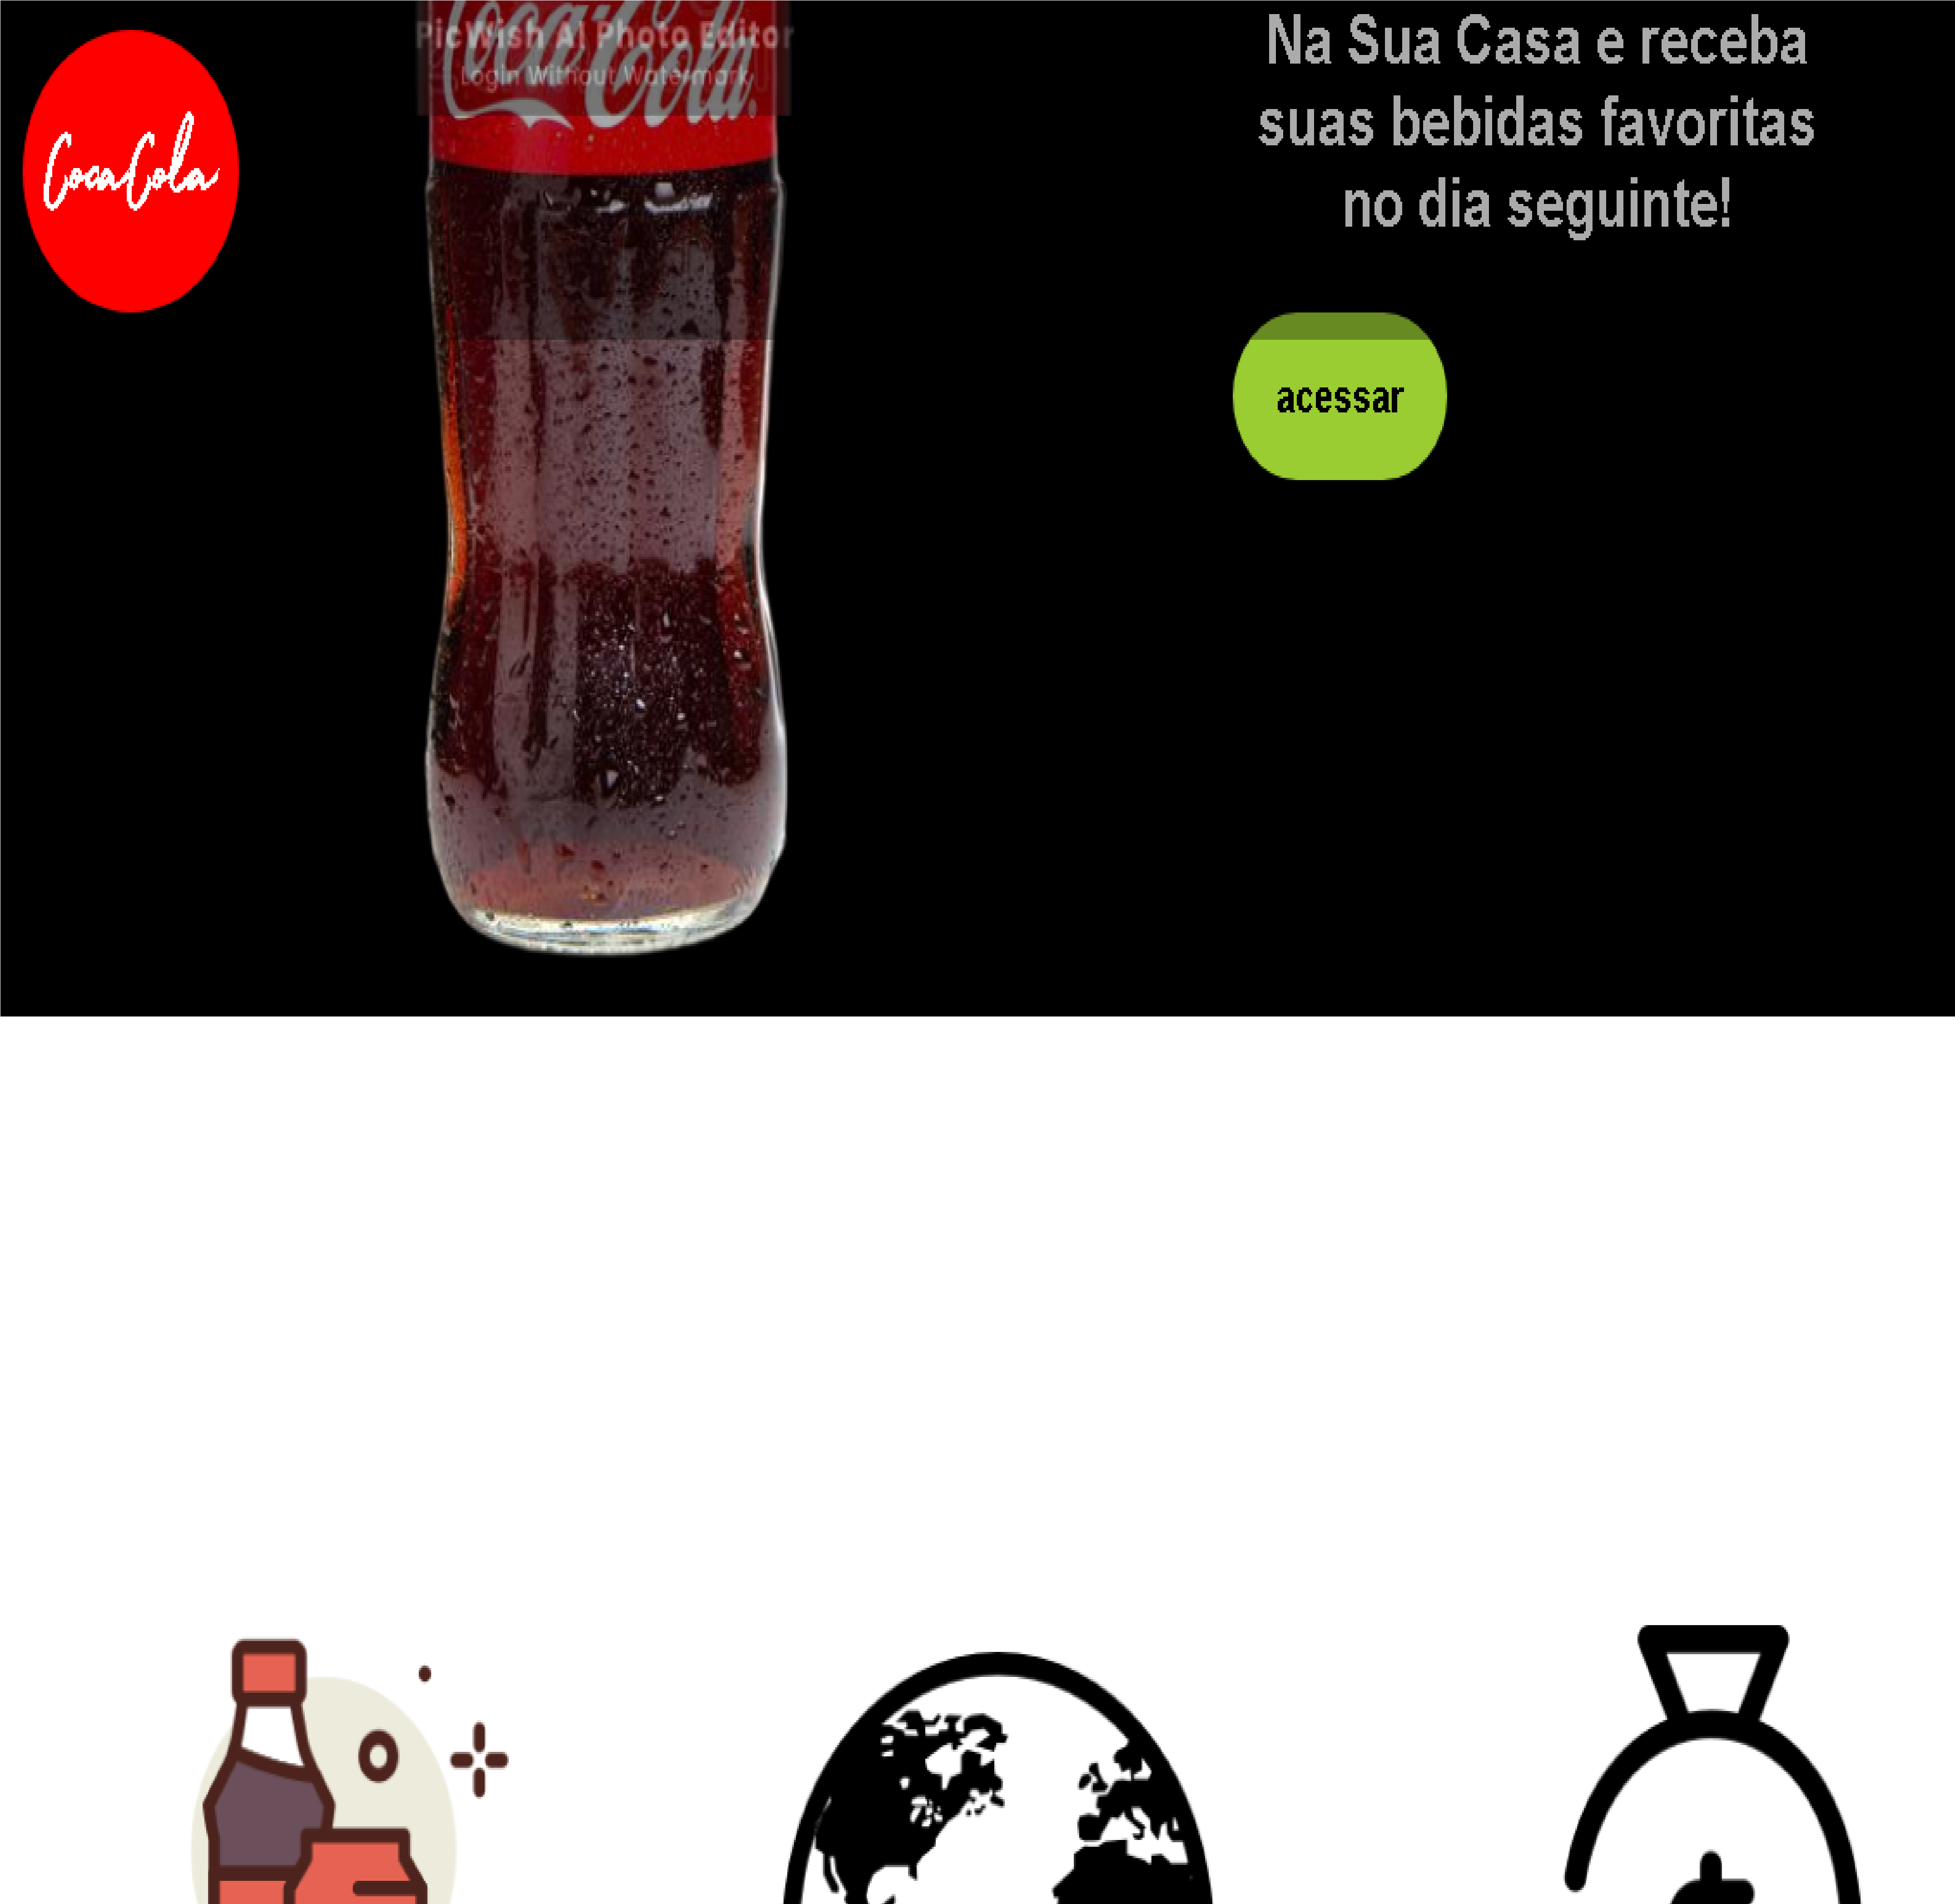 Coca-Cola
PicWish AI Photo Editor
Login Without Watermark
CocaCola
Na Sua Casa e receba
suas bebidas favoritas
no dia seguinte!
acessar